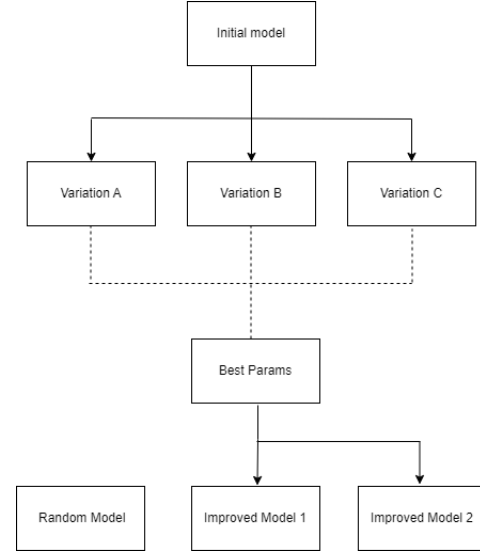 Initial model
Variation A
Variation B
Variation C
Best Params
Random Model
Improved Model 1
Improved Model 2